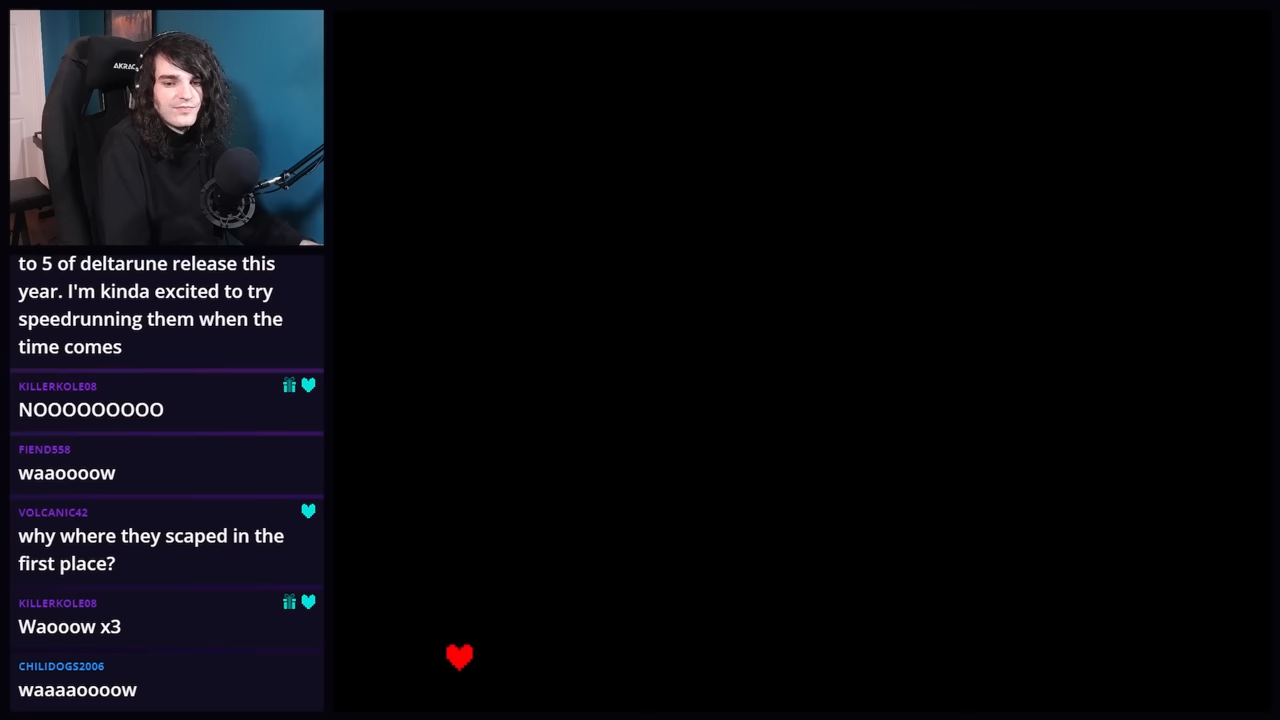 AKRAC
to 5 of deltarune release this
year. I'm kinda excited to try
speedrunning them when the
time comes
KILLERKOLE08
NOOOOOOOOO
FIEND558
waaoooow
VOLCANIC42
why where they scaped in the
first place?
KILLERKOLE08
Waooow x3
CHILIDOGS2006
waaaaoooow